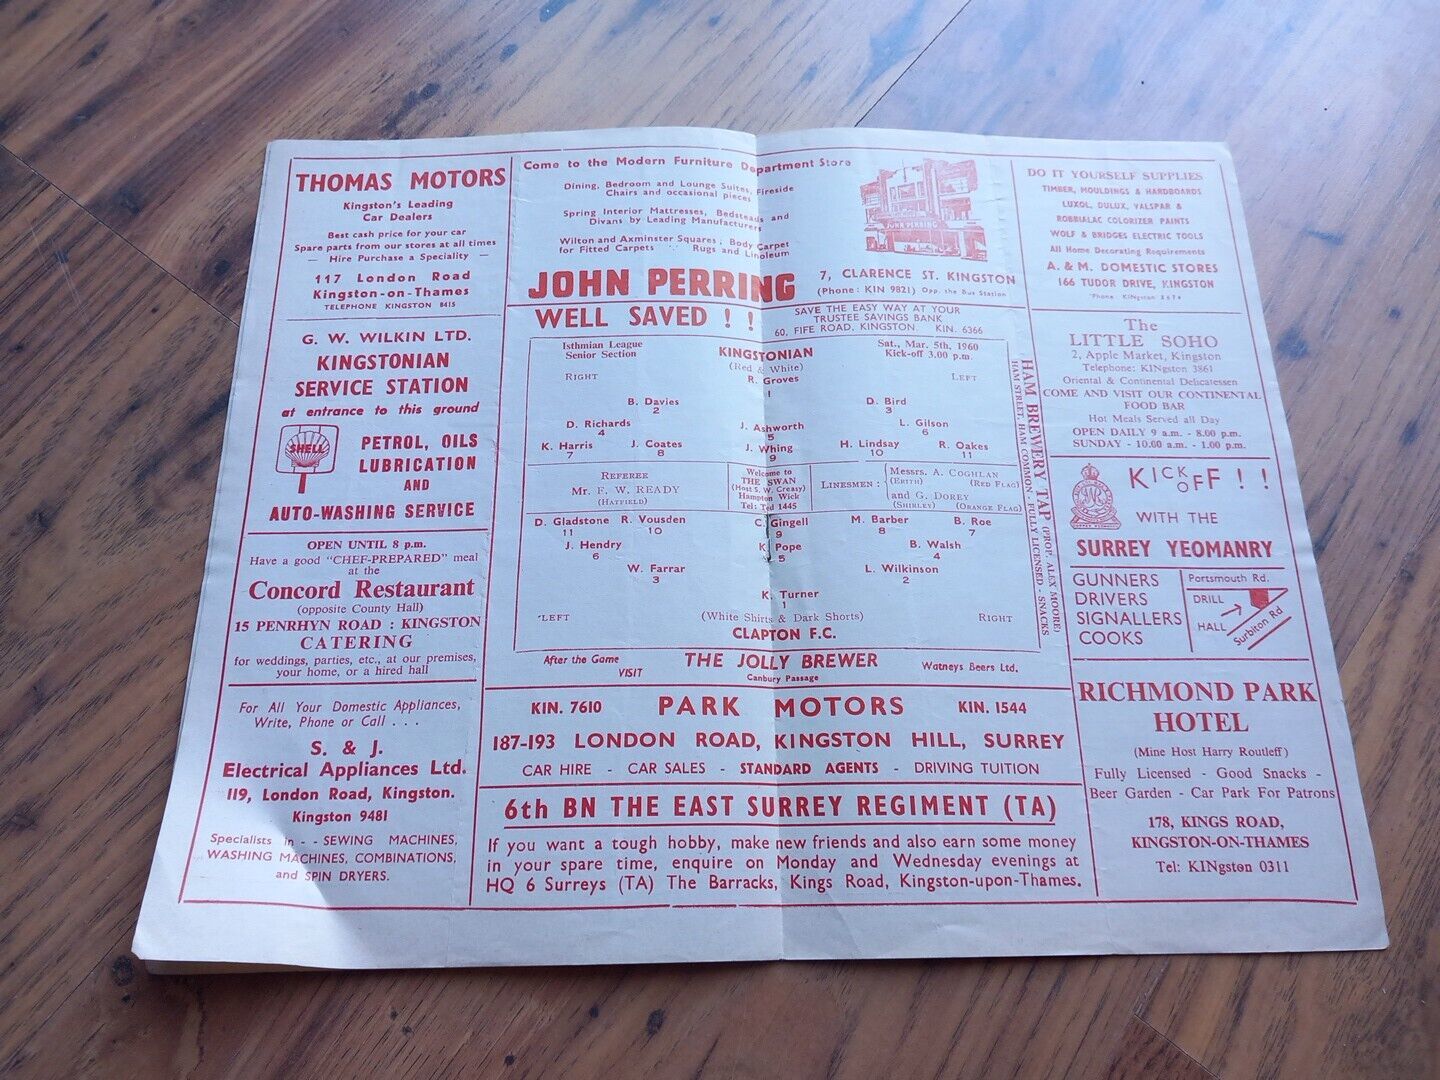 THOMAS MOTORS
Kingston's Leading
Car Dealers
Best cash price for your car
Spare parts from our stores at all times
— Hire Purchase a Speciality —
117 London Road
Kingston-on-Thames
TELEPHONE KINGSTON 8415
G. W. WILKIN LTD.
KINGSTONIAN
SERVICE STATION
at entrance to this ground
SHELL
PETROL, OILS
LUBRICATION
AND
AUTO-WASHING SERVICE
OPEN UNTIL 8 p.m.
Have a good "CHEF-PREPARED" meal
at the
Concord Restaurant
(opposite County Hall)
15 PENRHYN ROAD : KINGSTON
CATERING
for weddings, parties, etc., at our premises,
your home, or a hired hall
For All Your Domestic Appliances,
Write, Phone or Call . . .
S. & J.
Electrical Appliances Ltd.
119, London Road, Kingston.
Kingston 9481
Specialists in - - SEWING MACHINES,
WASHING MACHINES, COMBINATIONS,
and SPIN DRYERS.
Come to the Modern Furniture Department Store
Dining, Bedroom and Lounge Suites, Fireside
Chairs and occasional pieces
Spring Interior Mattresses, Bedsteads and
Divans by Leading Manufacturers
Wilton and Axminster Squares, Body Carpet
for Fitted Carpets Rugs and Linoleum
JOHN PERRING
JOHN PERRING
7, CLARENCE ST. KINGSTON
(Phone: KIN 9821) Opp. the Bus Station
WELL SAVED ! !
SAVE THE EASY WAY AT YOUR
TRUSTEE SAVINGS BANK
60, FIFE ROAD, KINGSTON. KIN. 6366
Isthmian League
Senior Section
KINGSTONIAN
(Red & White)
Sat., Mar. 5th, 1960
Kick-off 3.00 p.m.
RIGHT
R. Groves
1
LEFT
B. Davies
2
D. Bird
3
D. Richards
4
J. Ashworth
5
L. Gilson
6
K. Harris
7
J. Coates
8
J. Whing
9
H. Lindsay
10
R. Oakes
11
REFEREE
Mr. F. W. READY
(HATFIELD)
Welcome to
THE SWAN
(Host S. W. Creasy)
Hampton Wick
Tel: Ted 1445
LINESMEN :
Messrs. A. COGHLAN
(ERITH) (RED FLAG)
and G. DOREY
(SHIRLEY) (ORANGE FLAG)
D. Gladstone
11
R. Vousden
10
C. Gingell
9
M. Barber
8
B. Roe
7
J. Hendry
6
K. Pope
5
B. Walsh
4
W. Farrar
3
L. Wilkinson
2
K. Turner
1
LEFT
(White Shirts & Dark Shorts)
RIGHT
CLAPTON F.C.
HAM BREWERY TAP (PROP. ALEX MOORE)
HAM STREET, HAM COMMON. FULLY LICENSED - SNACKS
After the Game
VISIT
THE JOLLY BREWER
Canbury Passage
Watneys Beers Ltd.
KIN. 7610 PARK MOTORS KIN. 1544
187-193 LONDON ROAD, KINGSTON HILL, SURREY
CAR HIRE - CAR SALES - STANDARD AGENTS - DRIVING TUITION
6th BN THE EAST SURREY REGIMENT (TA)
If you want a tough hobby, make new friends and also earn some money
in your spare time, enquire on Monday and Wednesday evenings at
HQ 6 Surreys (TA) The Barracks, Kings Road, Kingston-upon-Thames.
DO IT YOURSELF SUPPLIES
TIMBER, MOULDINGS & HARDBOARDS
LUXOL, DULUX, VALSPAR &
ROBBIALAC COLORIZER PAINTS
WOLF & BRIDGES ELECTRIC TOOLS
All Home Decorating Requirements
A. & M. DOMESTIC STORES
166 TUDOR DRIVE, KINGSTON
Phone KINgston
The
LITTLE SOHO
2, Apple Market, Kingston
Telephone: KINgston 3861
Oriental & Continental Delicatessen
COME AND VISIT OUR CONTINENTAL
FOOD BAR
Hot Meals Served all Day
OPEN DAILY 9 a.m. - 8.00 p.m.
SUNDAY - 10.00 a.m. - 1.00 p.m.
KICK OFF ! !
WITH THE
SURREY YEOMANRY
GUNNERS
DRIVERS
SIGNALLERS
COOKS
Portsmouth Rd.
DRILL
HALL
Surbiton Rd
RICHMOND PARK
HOTEL
(Mine Host Harry Routleff)
Fully Licensed - Good Snacks -
Beer Garden - Car Park For Patrons
178, KINGS ROAD,
KINGSTON-ON-THAMES
Tel: KINgston 0311